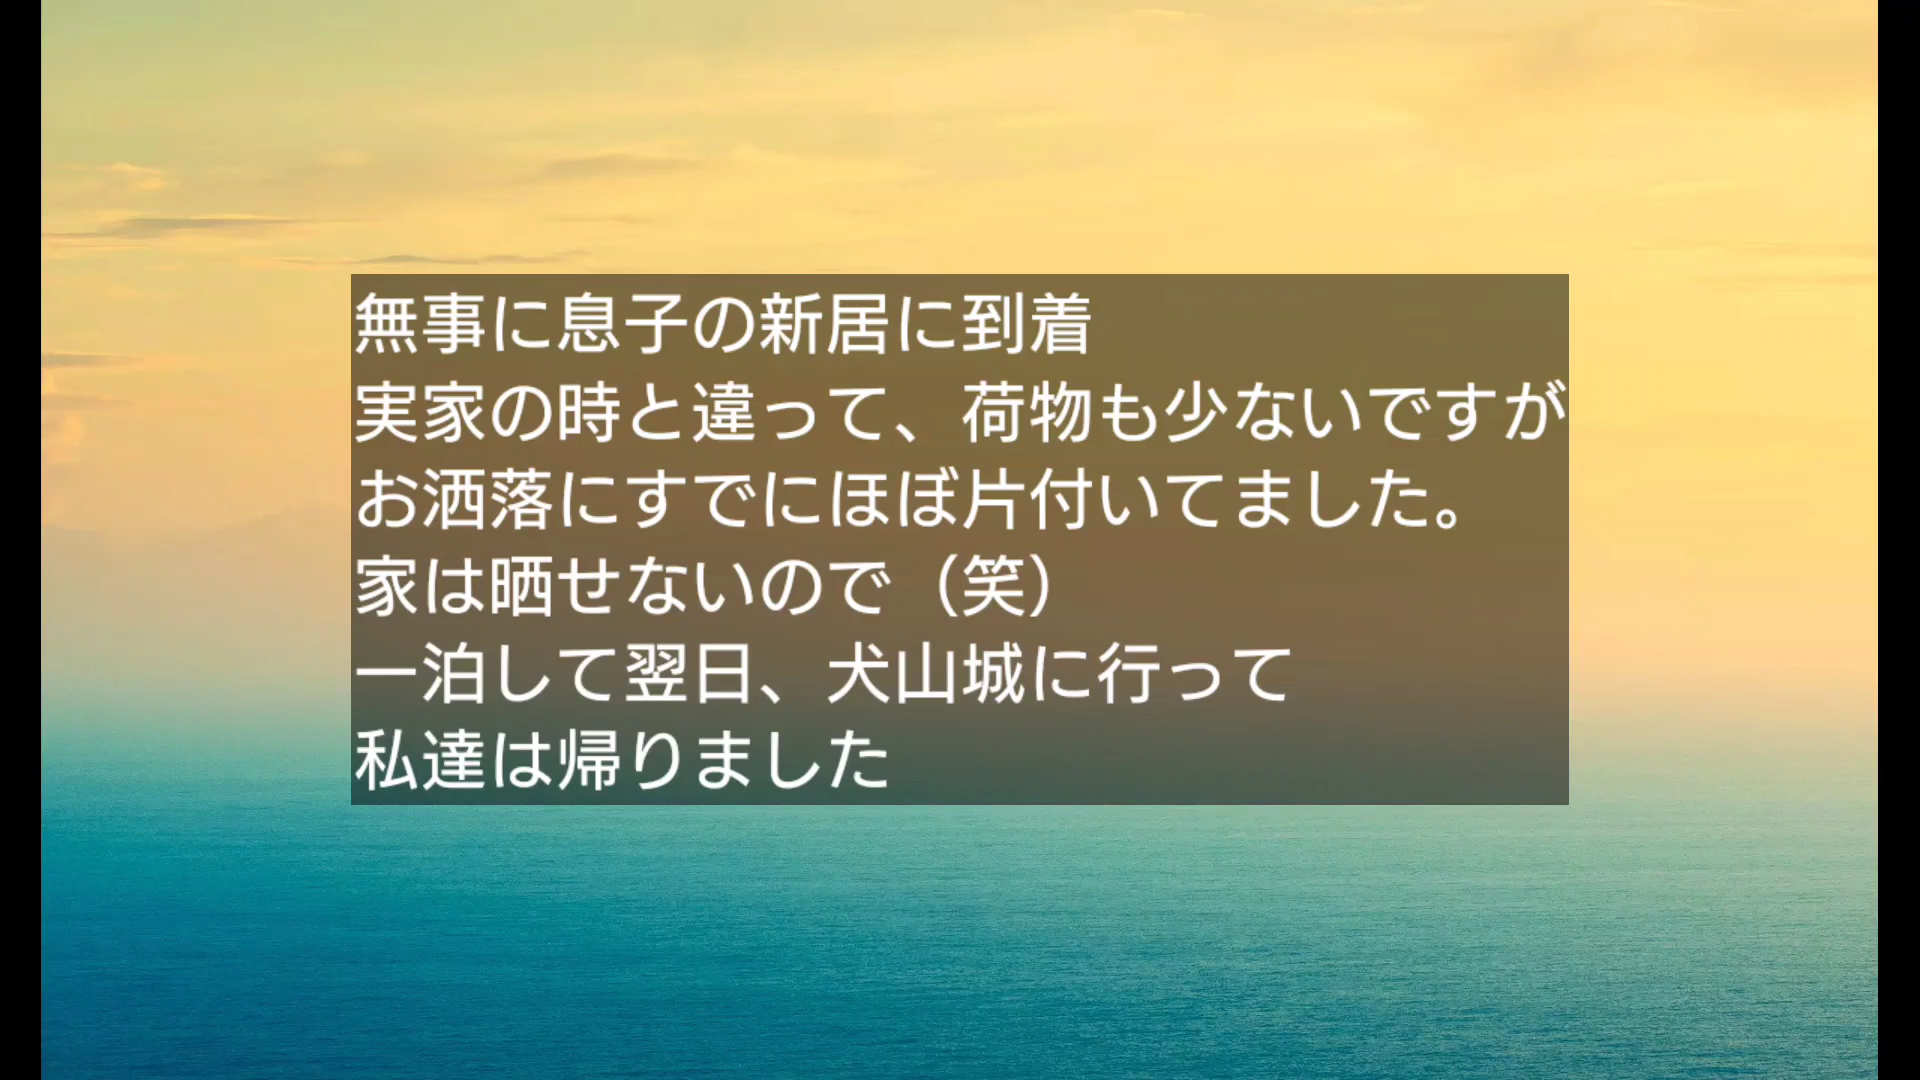 無事に息子の新居に到着
実家の時と違って、荷物も少ないですが
お洒落にすでにほぼ片付いてました。
家は晒せないので（笑）
一泊して翌日、犬山城に行って
私達は帰りました